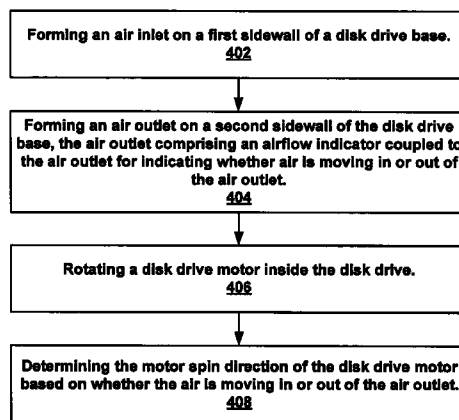 Forming an air inlet on a first sidewall of a disk drive base.
402
Forming an air outlet on a second sidewall of the disk drive
base, the air outlet comprising an airflow indicator coupled to
the air outlet for indicating whether air is moving in or out of
the air outlet.
404
Rotating a disk drive motor inside the disk drive.
406
Determining the motor spin direction of the disk drive motor
based on whether the air is moving in or out of the air outlet.
408